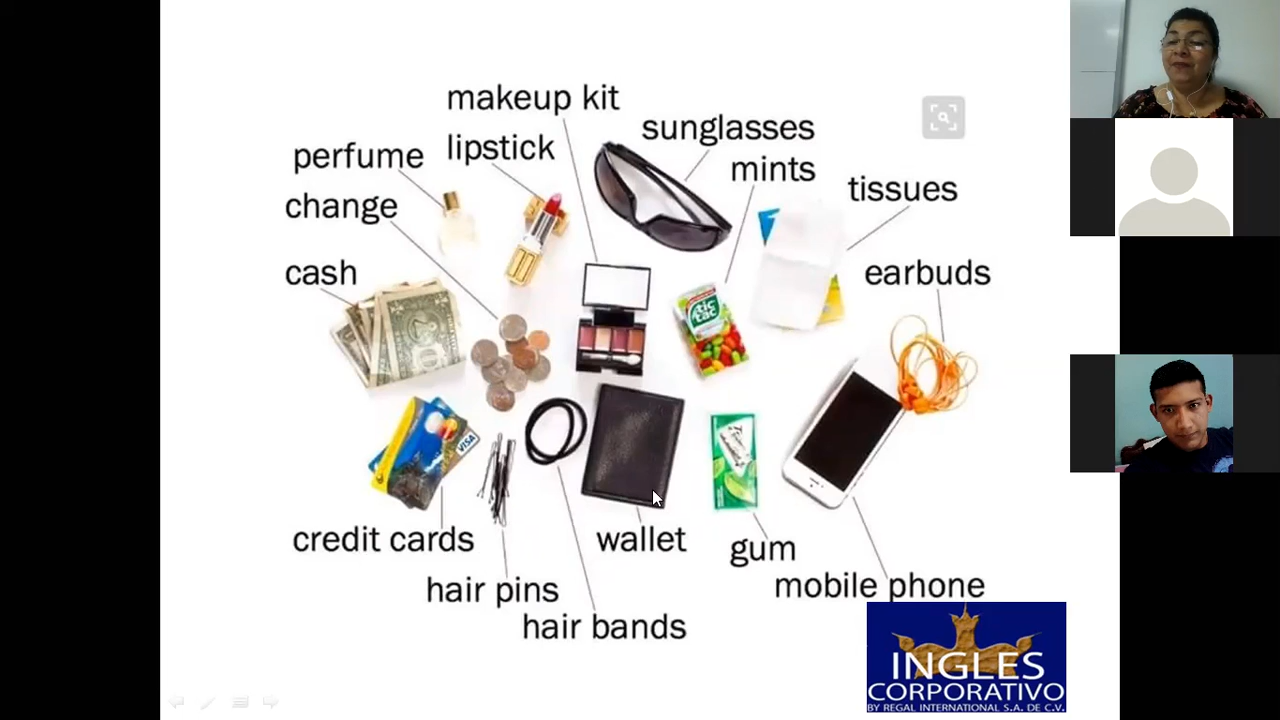 makeup kit
sunglasses
lipstick
perfume
mints
tissues
change
cash
earbuds
tic
tac
VISA
credit cards
wallet
gum
hair pins
mobile phone
hair bands
INGLES
CORPORATIVO
BY REGAL INTERNATIONAL S.A. DE C.V.